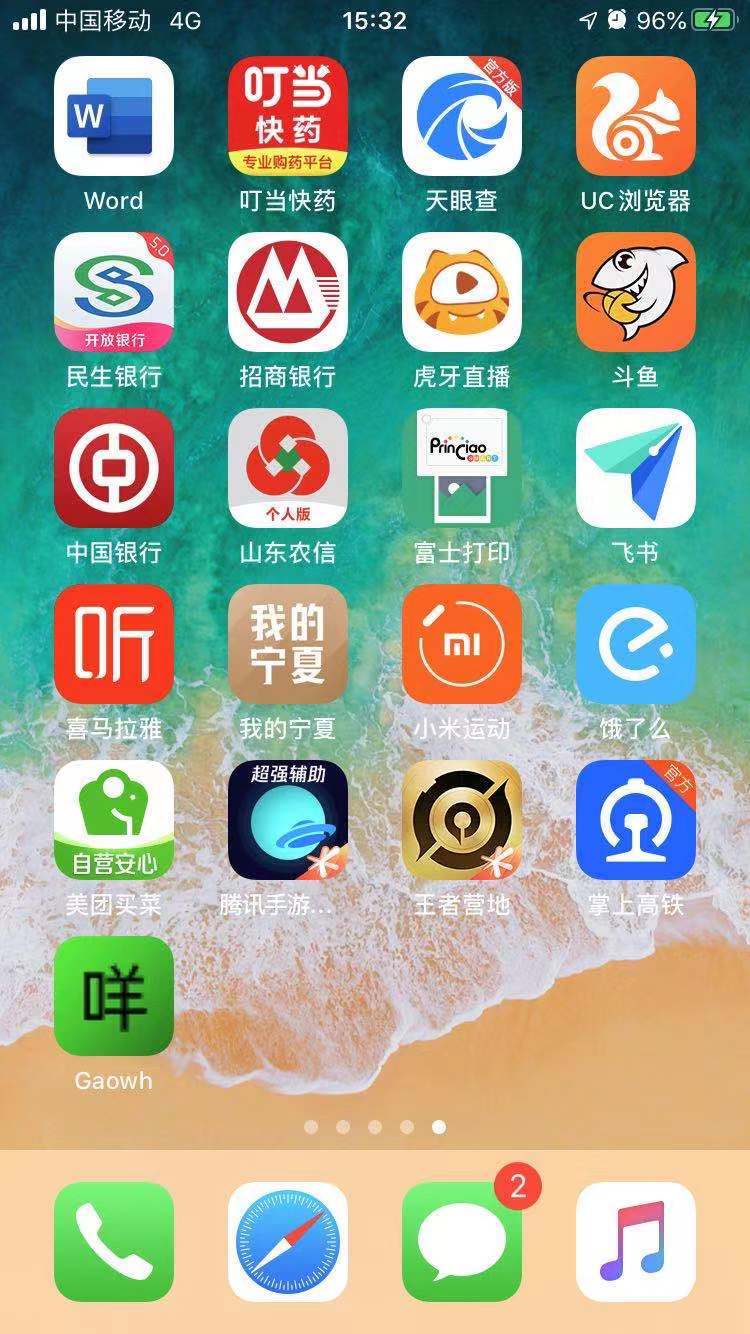 中国移动 4G 15:32 96%
W
叮当
快药
专业购药平台
官方版
Word 叮当快药 天眼查 UC浏览器
5.0
开放银行
民生银行 招商银行 虎牙直播 斗鱼
个人版
PrinCiao
SMART
中国银行 山东农信 富士打印 飞书
听
我的
宁夏
mi
喜马拉雅 我的宁夏 小米运动 饿了么
自营安心
超强辅助
官方
美团买菜 腾讯手游... 王者营地 掌上高铁
咩
Gaowh
2